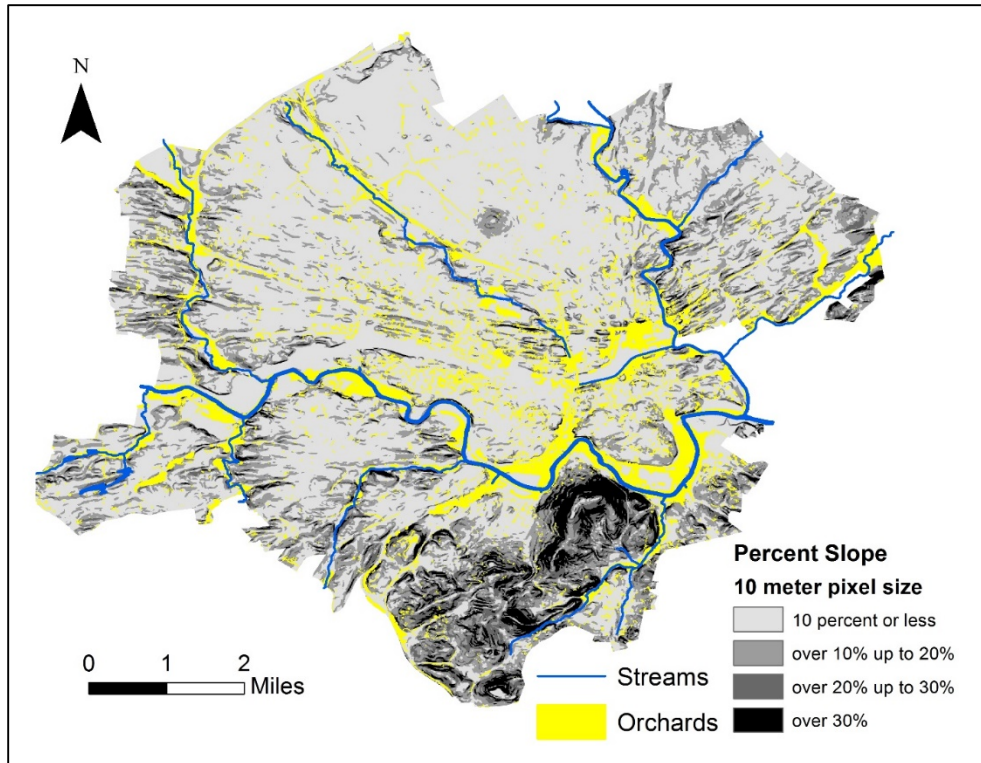 N
Percent Slope
10 meter pixel size
10 percent or less
over 10% up to 20%
over 20% up to 30%
over 30%
Streams
Orchards
0 1 2
Miles